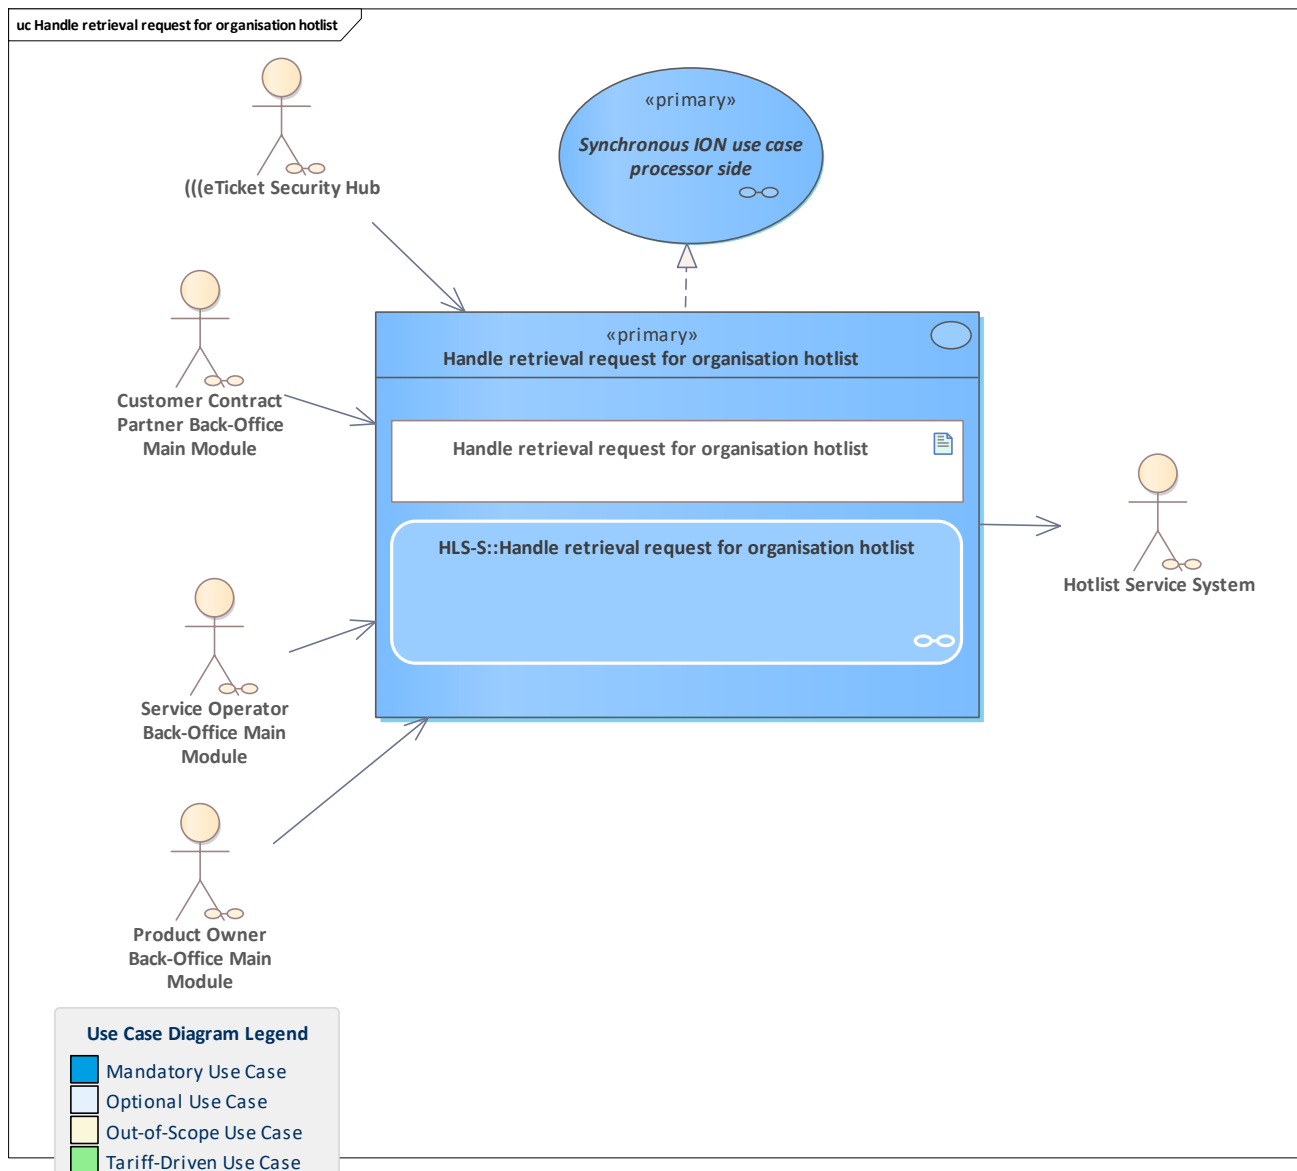 uc Handle retrieval request for organisation hotlist
(((eTicket Security Hub
«primary»
Synchronous ION use case
processor side
Customer Contract
Partner Back-Office
Main Module
«primary»
Handle retrieval request for organisation hotlist
Handle retrieval request for organisation hotlist
HLS-S::Handle retrieval request for organisation hotlist
Hotlist Service System
Service Operator
Back-Office Main
Module
Product Owner
Back-Office Main
Module
Use Case Diagram Legend
Mandatory Use Case
Optional Use Case
Out-of-Scope Use Case
Tariff-Driven Use Case